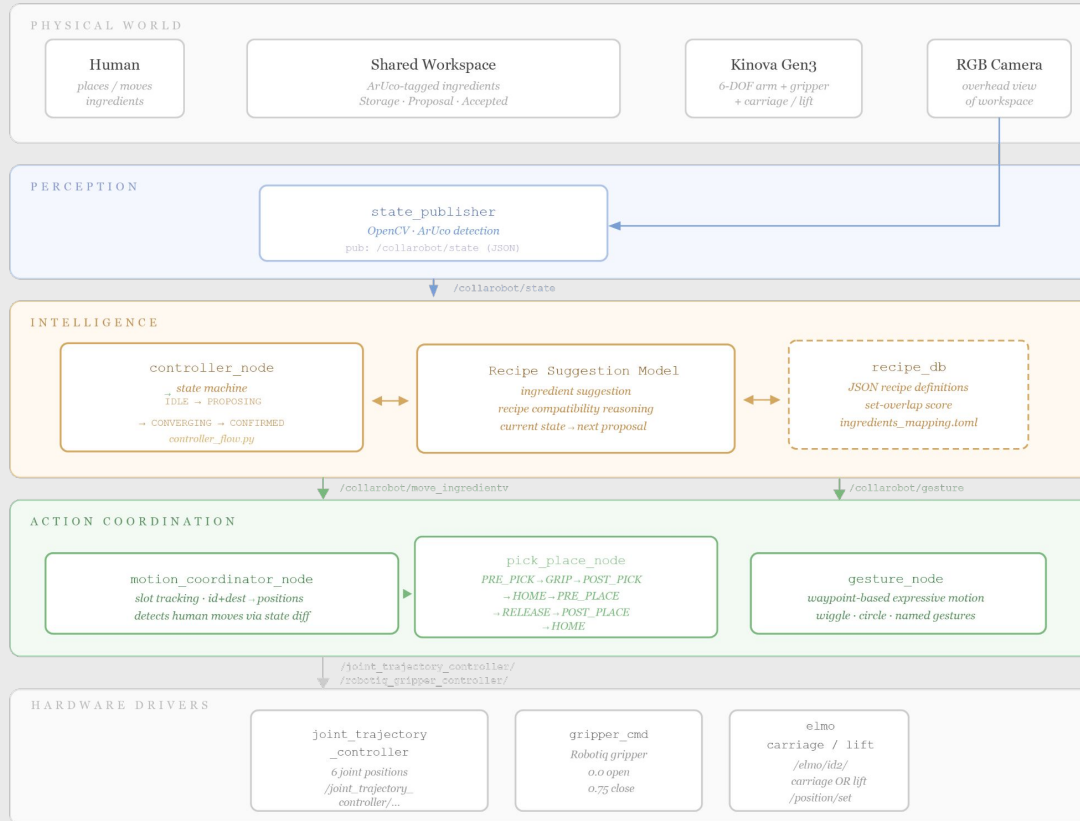 PHYSICAL WORLD
Human
places / moves
ingredients
Shared Workspace
ArUco-tagged ingredients
Storage · Proposal · Accepted
Kinova Gen3
6-DOF arm + gripper
+ carriage / lift
RGB Camera
overhead view
of workspace
PERCEPTION
state_publisher
OpenCV · ArUco detection
pub: /collarobot/state (JSON)
/collarobot/state
INTELLIGENCE
controller_node
state machine
→
IDLE → PROPOSING
→ CONVERGING → CONFIRMED
controller_flow.py
Recipe Suggestion Model
ingredient suggestion
recipe compatibility reasoning
current state → next proposal
recipe_db
JSON recipe definitions
set-overlap score
ingredients_mapping.toml
/collarobot/move_ingredientv
/collarobot/gesture
ACTION COORDINATION
motion_coordinator_node
slot tracking · id+dest → positions
detects human moves via state diff
pick_place_node
PRE_PICK → GRIP → POST_PICK
→ HOME → PRE_PLACE
→ RELEASE → POST_PLACE
→ HOME
gesture_node
waypoint-based expressive motion
wiggle · circle · named gestures
/joint_trajectory_controller/
/robotiq_gripper_controller/
HARDWARE DRIVERS
joint_trajectory
_controller
6 joint positions
/joint_trajectory_
controller/...
gripper_cmd
Robotiq gripper
0.0 open
0.75 close
elmo
carriage / lift
/elmo/id2/
carriage OR lift
/position/set